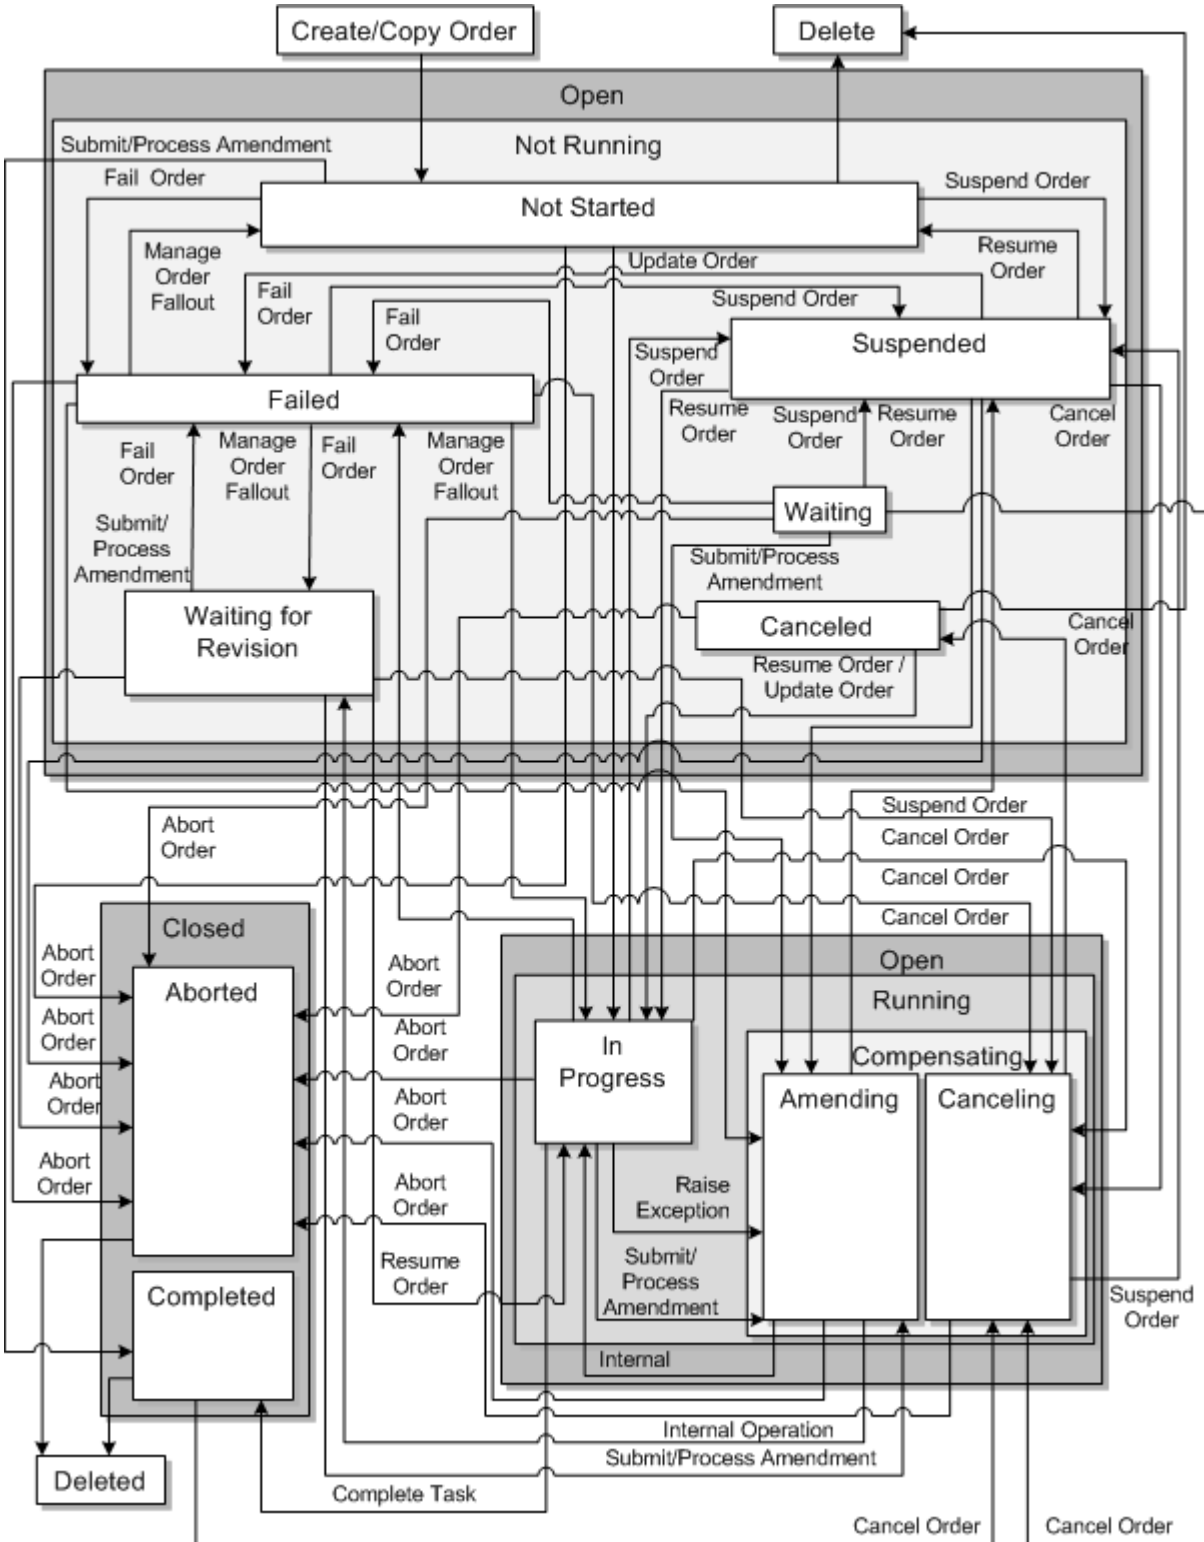 Create/Copy Order
Delete
Open
Submit/Process Amendment
Not Running
Fail Order
Suspend Order
Not Started
Manage
Order
Fallout
Resume
Order
Update Order
Fail
Order
Suspend Order
Fail
Order
Suspended
Suspend
Order
Failed
Resume
Order
Suspend
Order
Resume
Order
Cancel
Order
Fail
Order
Manage
Order
Fallout
Fail
Order
Manage
Order
Fallout
Waiting
Submit/
Process
Amendment
Submit/Process
Amendment
Waiting for
Revision
Canceled
Cancel
Order
Resume Order /
Update Order
Suspend Order
Abort
Order
Cancel Order
Cancel Order
Cancel Order
Closed
Abort
Order
Aborted
Abort
Order
Open
Running
Abort
Order
Abort
Order
In
Progress
Compensating
Abort
Order
Abort
Order
Amending
Canceling
Abort
Order
Abort
Order
Raise
Exception
Resume
Order
Submit/
Process
Amendment
Completed
Suspend
Order
Internal
Internal Operation
Submit/Process Amendment
Deleted
Complete Task
Cancel Order
Cancel Order